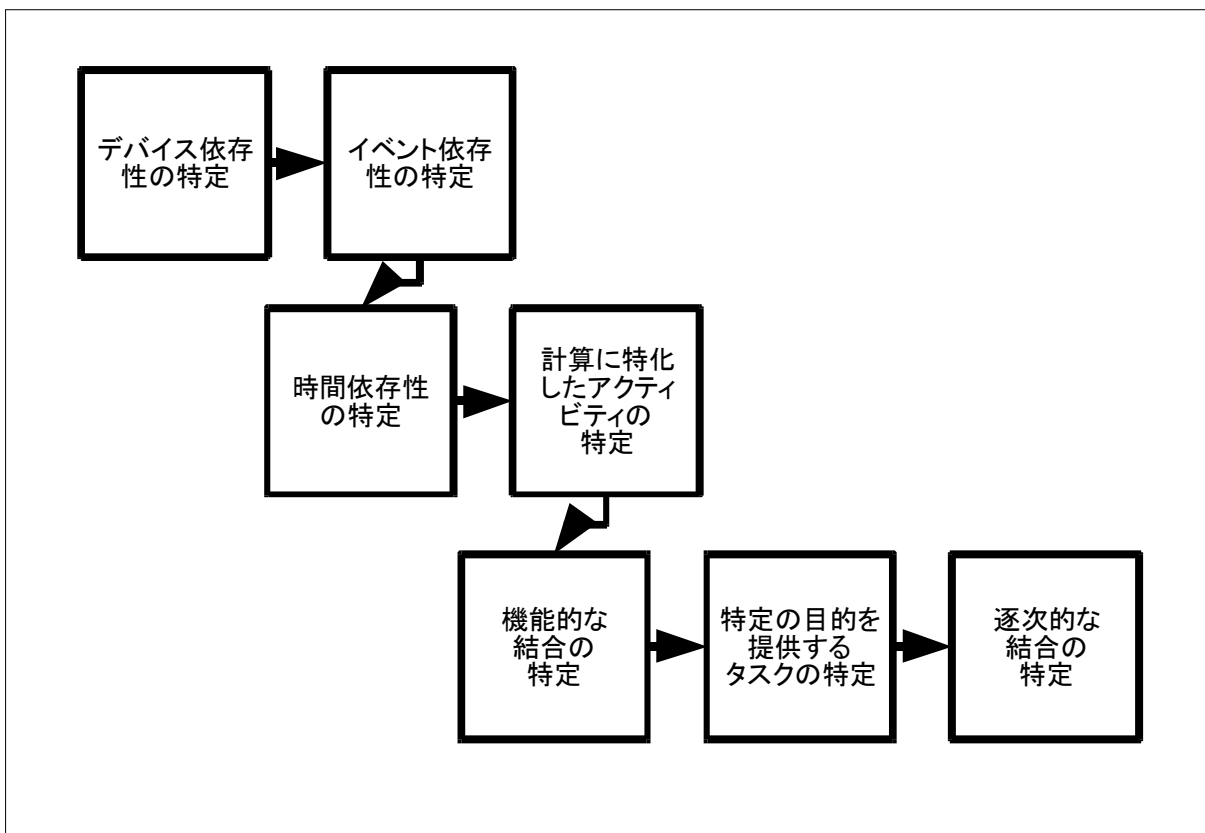 デバイス依存
性の特定
イベント依存
性の特定
時間依存性
の特定
計算に特化
したアクティ
ビティの
特定
機能的な
結合の
特定
特定の目的を
提供する
タスクの特定
逐次的な
結合の
特定